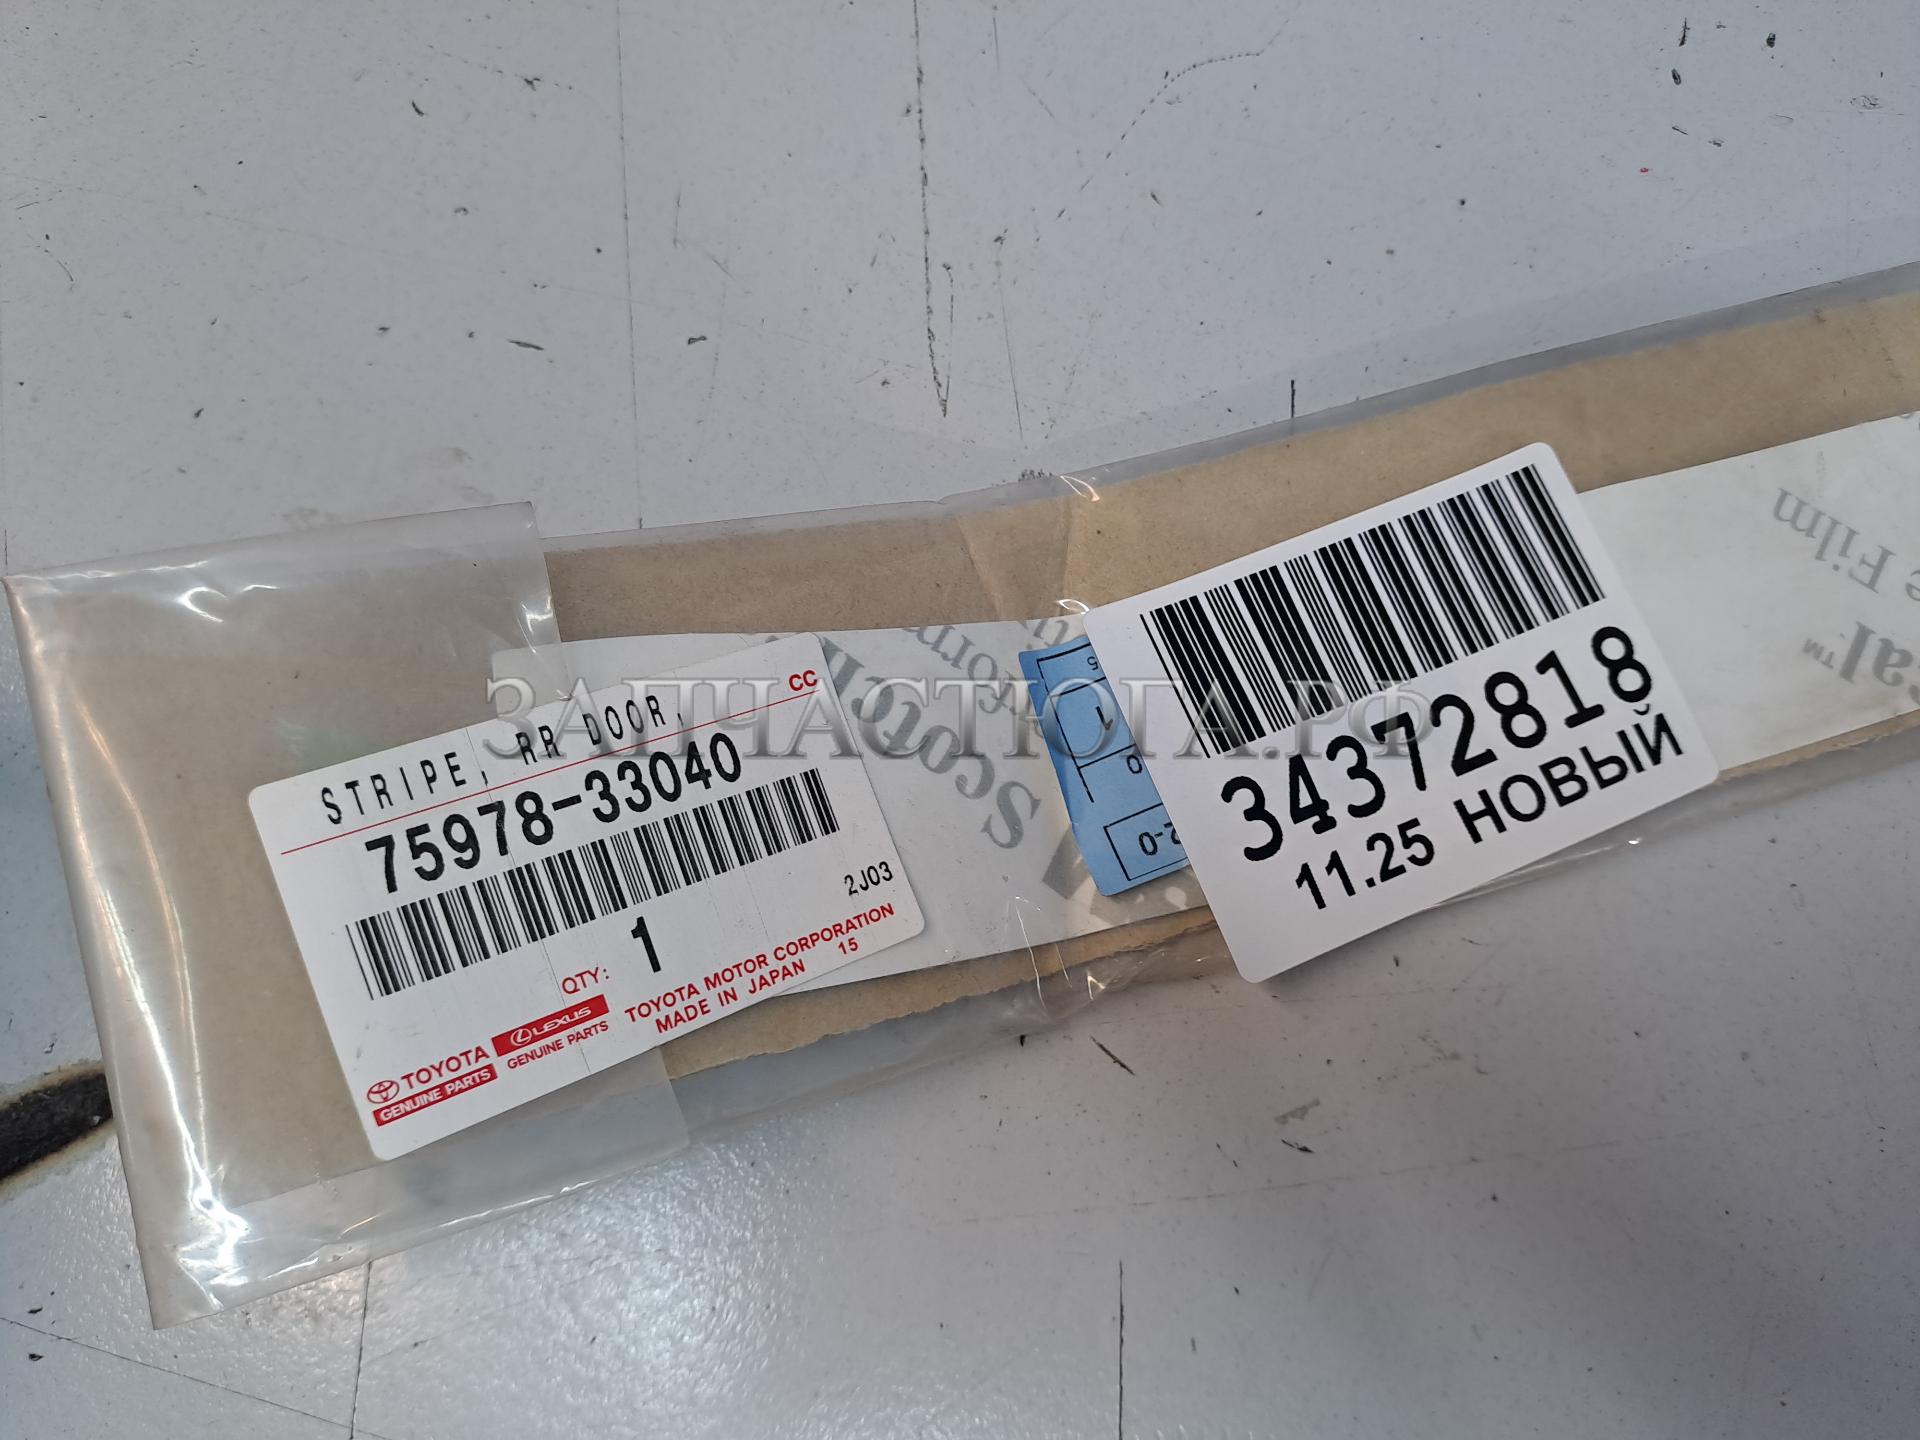 STRIPE, RR DOOR,
CC
75978-33040
2J03
QTY: 1
TOYOTA MOTOR CORPORATION
MADE IN JAPAN 15
TOYOTA
GENUINE PARTS
LEXUS
GENUINE PARTS
ЗАПЧАСТЮГА.РФ
34372818
11.25 НОВЫЙ
Film